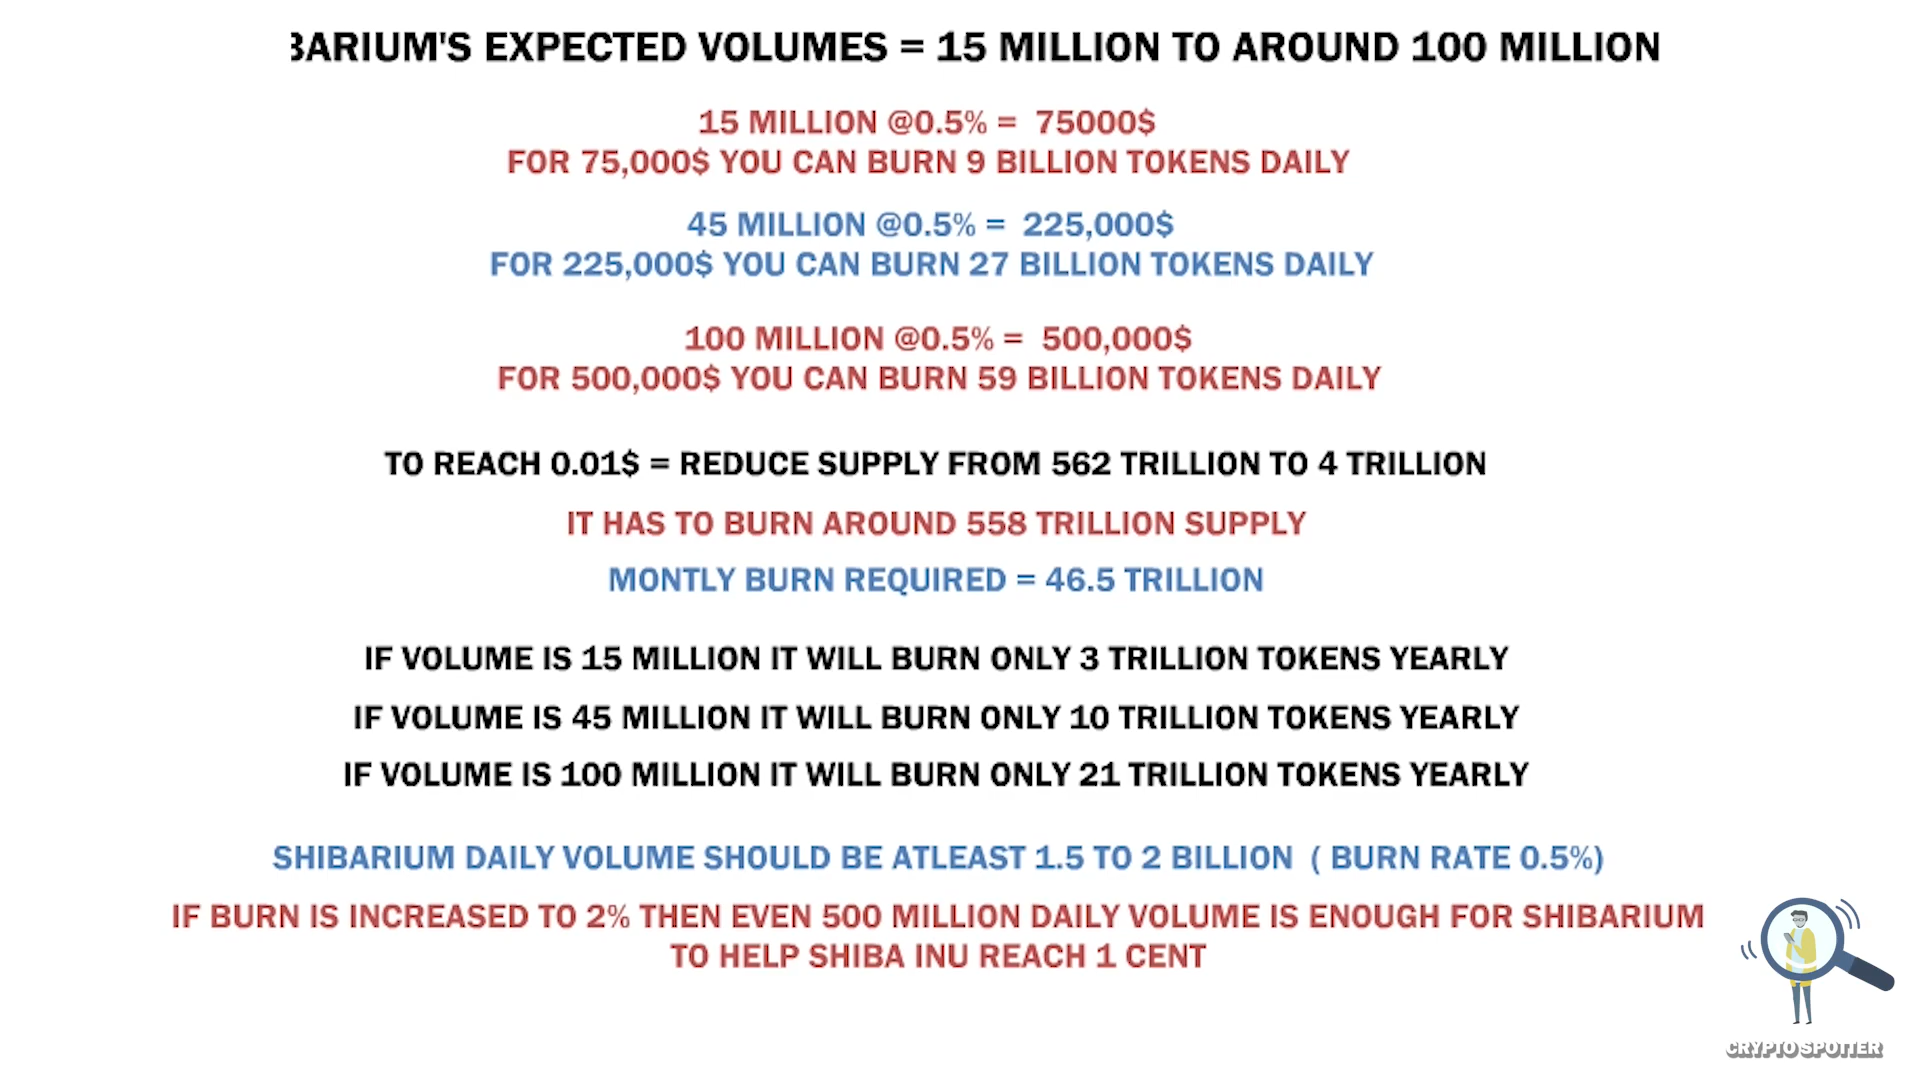 BARIUM'S EXPECTED VOLUMES = 15 MILLION TO AROUND 100 MILLION
15 MILLION @0.5% = 75000$
FOR 75,000$ YOU CAN BURN 9 BILLION TOKENS DAILY
45 MILLION @0.5% = 225,000$
FOR 225,000$ YOU CAN BURN 27 BILLION TOKENS DAILY
100 MILLION @0.5% = 500,000$
FOR 500,000$ YOU CAN BURN 59 BILLION TOKENS DAILY
TO REACH 0.01$ = REDUCE SUPPLY FROM 562 TRILLION TO 4 TRILLION
IT HAS TO BURN AROUND 558 TRILLION SUPPLY
MONTLY BURN REQUIRED = 46.5 TRILLION
IF VOLUME IS 15 MILLION IT WILL BURN ONLY 3 TRILLION TOKENS YEARLY
IF VOLUME IS 45 MILLION IT WILL BURN ONLY 10 TRILLION TOKENS YEARLY
IF VOLUME IS 100 MILLION IT WILL BURN ONLY 21 TRILLION TOKENS YEARLY
SHIBARIUM DAILY VOLUME SHOULD BE ATLEAST 1.5 TO 2 BILLION ( BURN RATE 0.5%)
IF BURN IS INCREASED TO 2% THEN EVEN 500 MILLION DAILY VOLUME IS ENOUGH FOR SHIBARIUM
TO HELP SHIBA INU REACH 1 CENT
CRYPTO SPOTTER